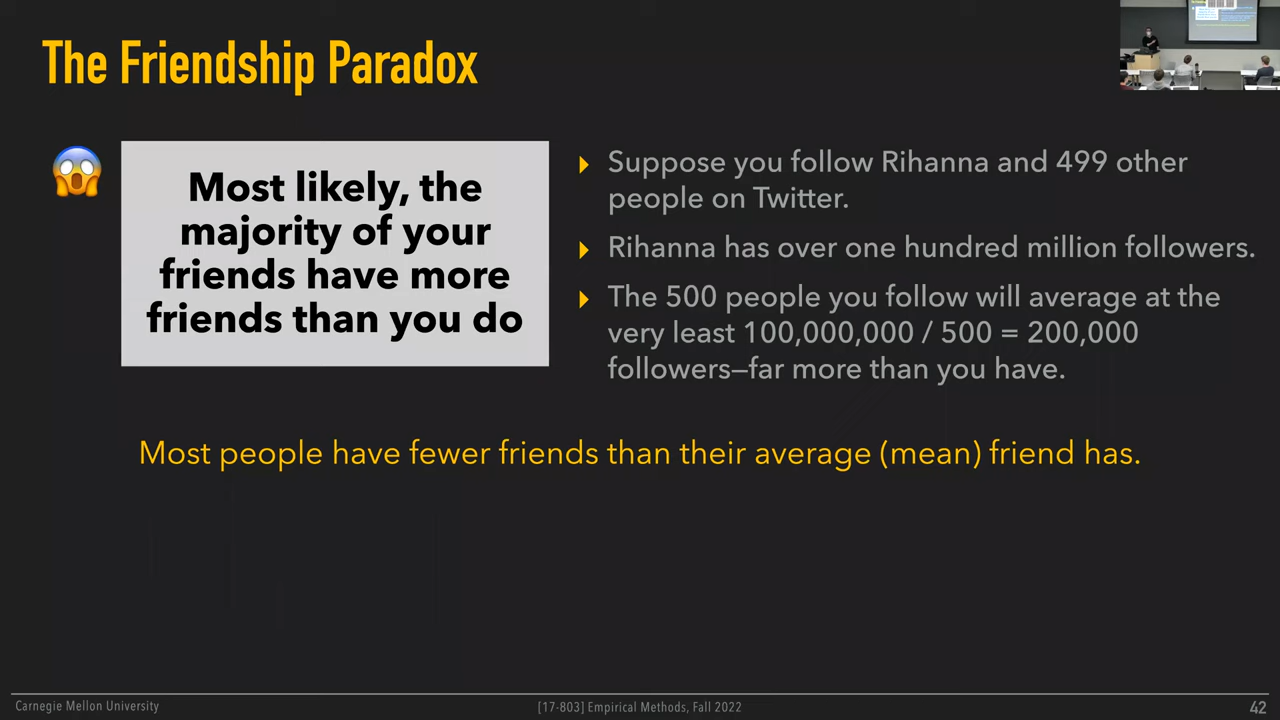 The Friendship Paradox
Most likely, the
majority of your
friends have more
friends than you do
Suppose you follow Rihanna and 499 other
people on Twitter.
Rihanna has over one hundred million followers.
The 500 people you follow will average at the
very least 100,000,000 / 500 = 200,000
followers—far more than you have.
Most people have fewer friends than their average (mean) friend has.
Carnegie Mellon University
[17-803] Empirical Methods, Fall 2022
42